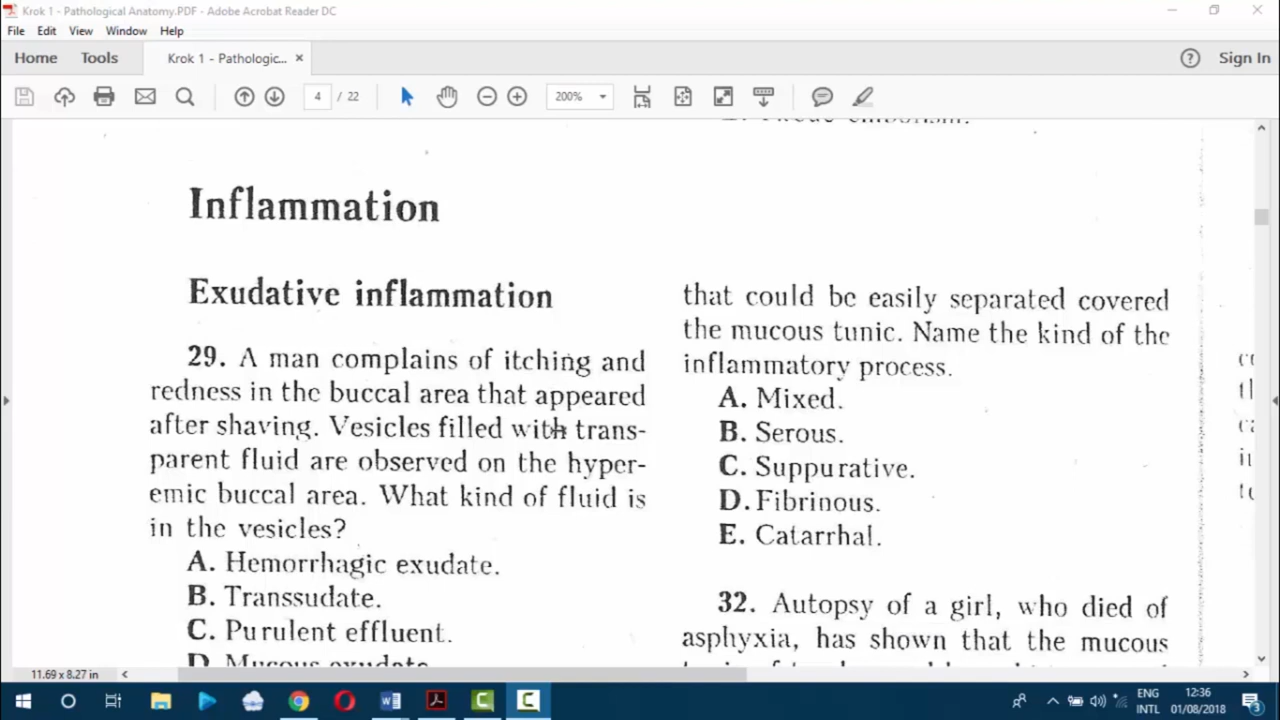 Krok 1 - Pathological Anatomy.PDF - Adobe Acrobat Reader DC
File Edit View Window Help
Home Tools Krok 1 - Pathologic... × ? Sign In
4 / 22 200%
Inflammation
Exudative inflammation
29. A man complains of itching and
redness in the buccal area that appeared
after shaving. Vesicles filled with trans-
parent fluid are observed on the hyper-
emic buccal area. What kind of fluid is
in the vesicles?
A. Hemorrhagic exudate.
B. Transsudate.
C. Purulent effluent.
D. Mucous exudate
that could be easily separated covered
the mucous tunic. Name the kind of the
inflammatory process.
A. Mixed.
B. Serous.
C. Suppurative.
D. Fibrinous.
E. Catarrhal.
32. Autopsy of a girl, who died of
asphyxia, has shown that the mucous
11.69 x 8.27 in
ENG
INTL
12:36
01/08/2018
3